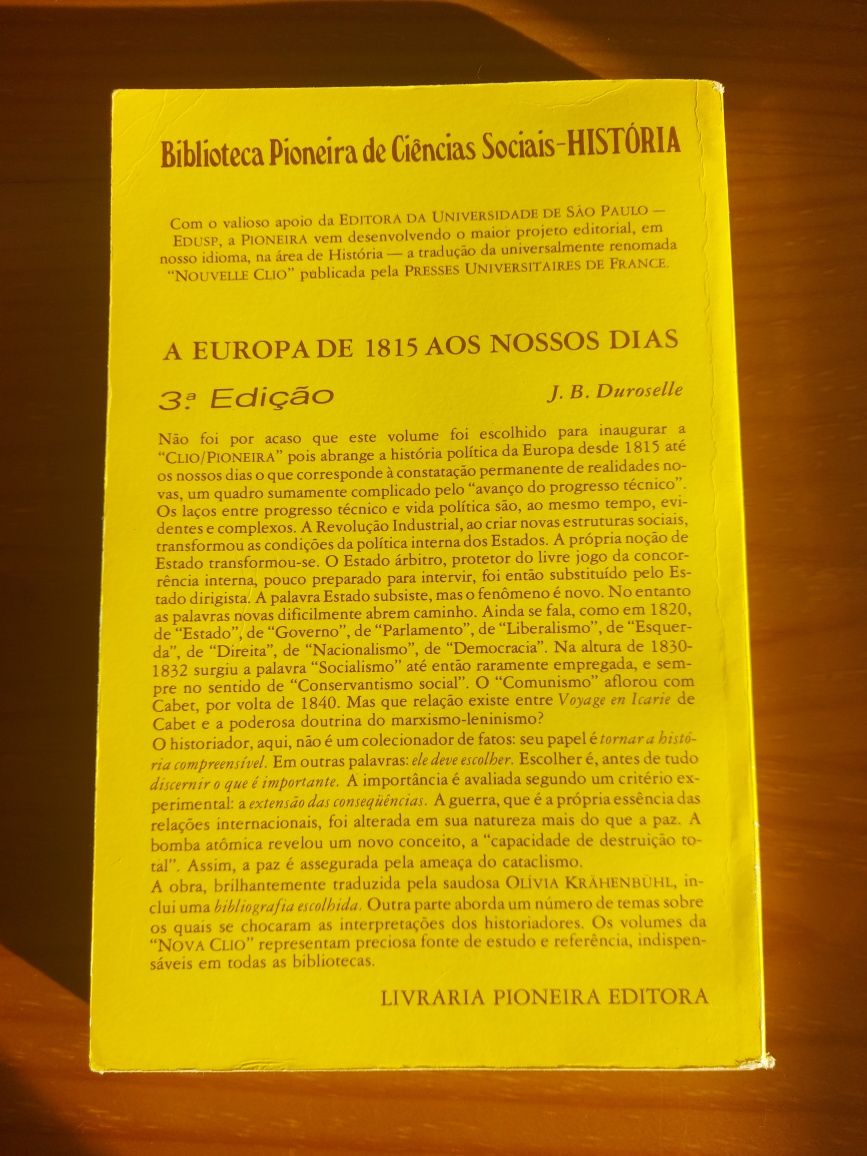 Biblioteca Pioneira de Ciências Sociais-HISTÓRIA
Com o valioso apoio da EDITORA DA UNIVERSIDADE DE SÃO PAULO —
EDUSP, a PIONEIRA vem desenvolvendo o maior projeto editorial, em
nosso idioma, na área de História — a tradução da universalmente renomada
“NOUVELLE CLIO” publicada pela PRESSES UNIVERSITAIRES DE FRANCE.
A EUROPA DE 1815 AOS NOSSOS DIAS
3.ª Edição
J. B. Duroselle
Não foi por acaso que este volume foi escolhido para inaugurar a
“CLIO/PIONEIRA” pois abrange a história política da Europa desde 1815 até
os nossos dias o que corresponde à constatação permanente de realidades no-
vas, um quadro sumamente complicado pelo “avanço do progresso técnico”.
Os laços entre progresso técnico e vida política são, ao mesmo tempo, evi-
dentes e complexos. A Revolução Industrial, ao criar novas estruturas sociais,
transformou as condições da política interna dos Estados. A própria noção de
Estado transformou-se. O Estado árbitro, protetor do livre jogo da concor-
rência interna, pouco preparado para intervir, foi então substituído pelo Es-
tado dirigista. A palavra Estado subsiste, mas o fenômeno é novo. No entanto
as palavras novas dificilmente abrem caminho. Ainda se fala, como em 1820,
de “Estado”, de “Governo”, de “Parlamento”, de “Liberalismo”, de “Esquer-
da”, de “Direita”, de “Nacionalismo”, de “Democracia”. Na altura de 1830-
1832 surgiu a palavra “Socialismo” até então raramente empregada, e sem-
pre no sentido de “Conservantismo social”. O “Comunismo” aflorou com
Cabet, por volta de 1840. Mas que relação existe entre Voyage en Icarie de
Cabet e a poderosa doutrina do marxismo-leninismo?
O historiador, aqui, não é um colecionador de fatos: seu papel é tornar a histó-
ria compreensível. Em outras palavras: ele deve escolher. Escolher é, antes de tudo
discernir o que é importante. A importância é avaliada segundo um critério ex-
perimental: a extensão das conseqüências. A guerra, que é a própria essência das
relações internacionais, foi alterada em sua natureza mais do que a paz. A
bomba atômica revelou um novo conceito, a “capacidade de destruição to-
tal”. Assim, a paz é assegurada pela ameaça do cataclismo.
A obra, brilhantemente traduzida pela saudosa OLÍVIA KRÄHENBÜHL, in-
clui uma bibliografia escolhida. Outra parte aborda um número de temas sobre
os quais se chocaram as interpretações dos historiadores. Os volumes da
“NOVA CLIO” representam preciosa fonte de estudo e referência, indispen-
sáveis em todas as bibliotecas.
LIVRARIA PIONEIRA EDITORA